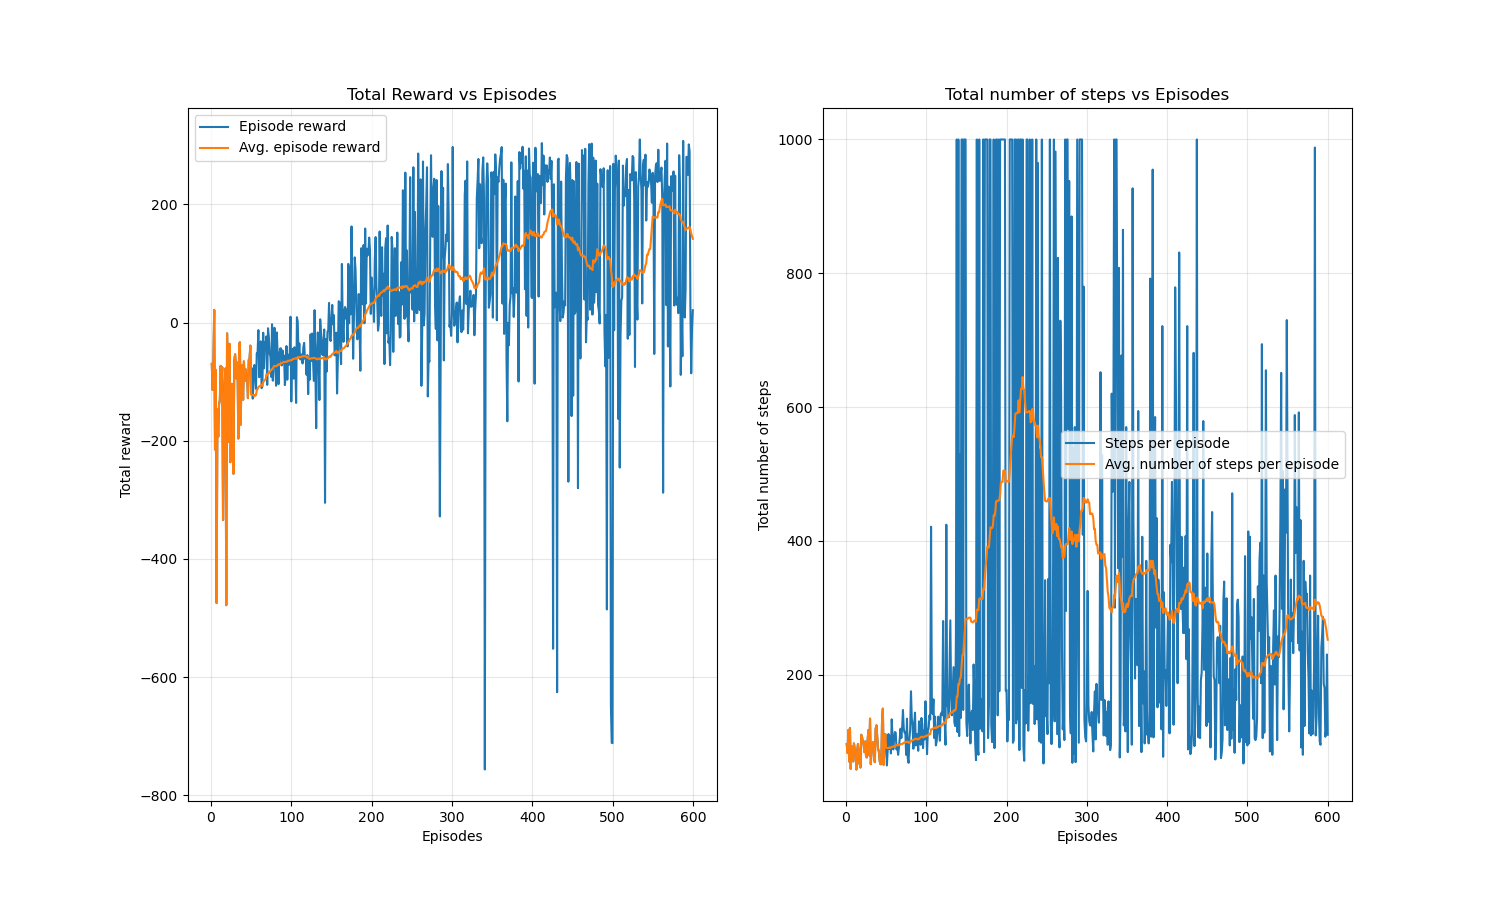 Total Reward vs Episodes
Episode reward
Avg. episode reward
Total reward
200
0
−200
−400
−600
−800
0 100 200 300 400 500 600
Episodes
Total number of steps vs Episodes
Steps per episode
Avg. number of steps per episode
Total number of steps
1000
800
600
400
200
0 100 200 300 400 500 600
Episodes